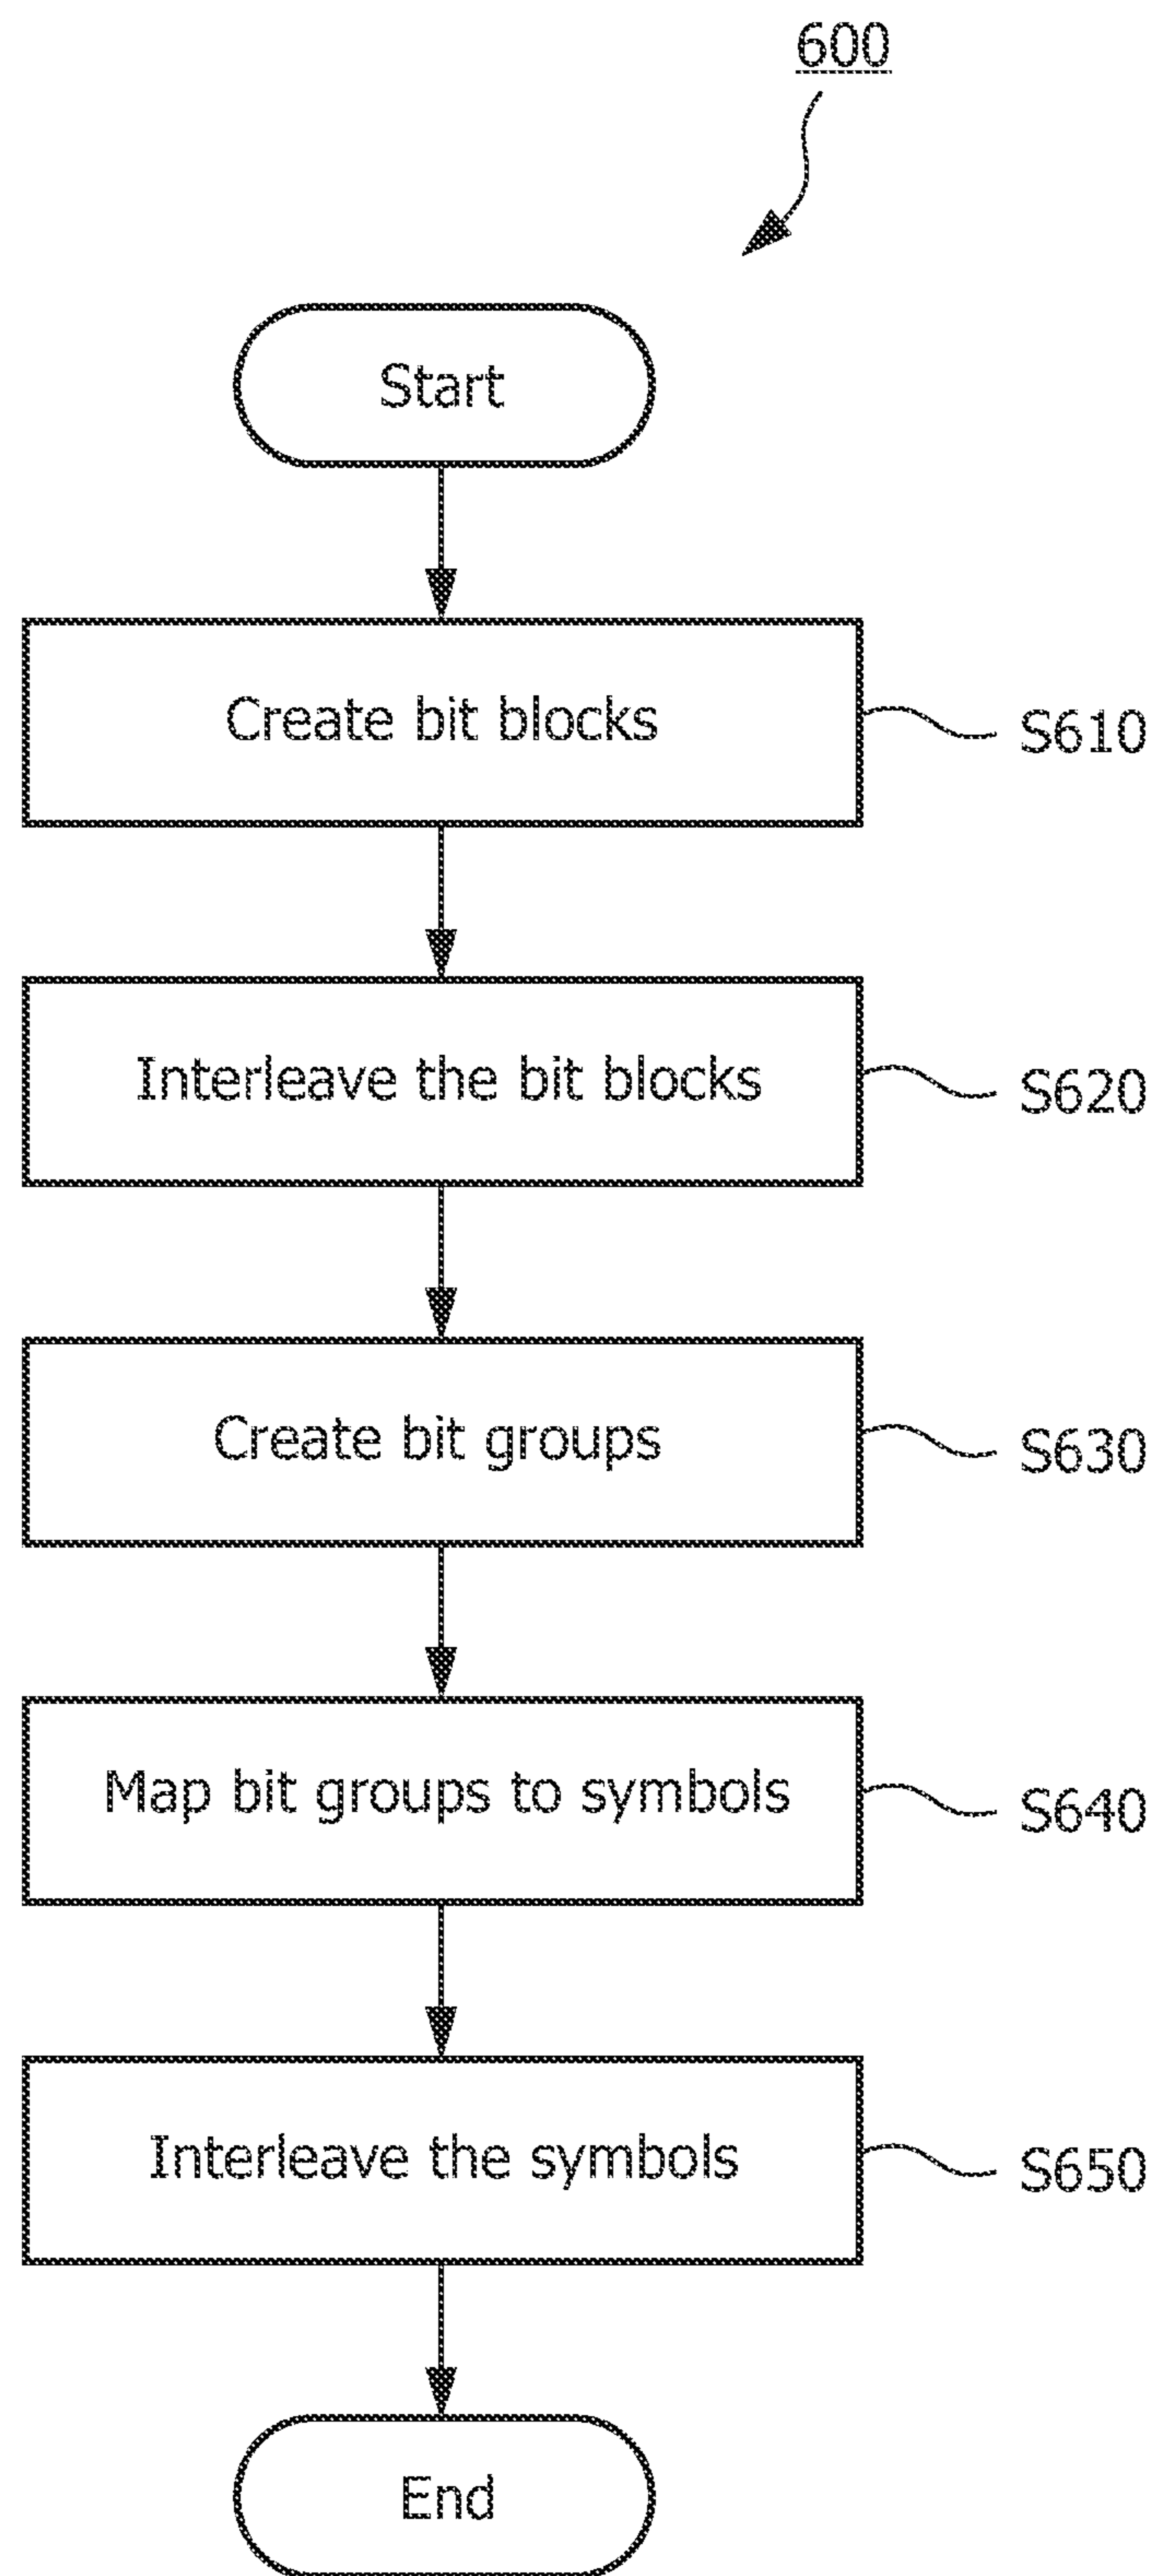 600
Start
Create bit blocks
S610
Interleave the bit blocks
S620
Create bit groups
S630
Map bit groups to symbols
S640
Interleave the symbols
S650
End